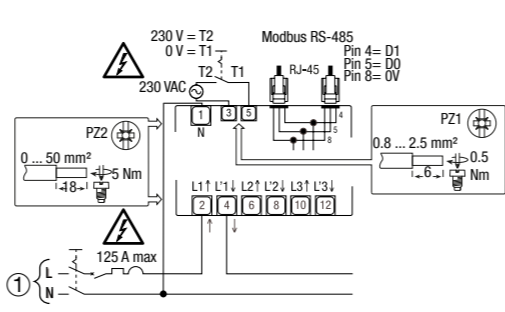 230 V = T2
0 V = T1
Modbus RS-485
Pin 4= D1
Pin 5= D0
Pin 8= 0V
T2 T1
RJ-45
230 VAC
1 3 5
N
4
5
8
PZ2
0 ... 50 mm²
5 Nm
18
PZ1
0.8 ... 2.5 mm²
0.5
Nm
6
L1↑ L'1↓ L2↑ L'2↓ L3↑ L'3↓
2 4 6 8 10 12
↑ ↓
125 A max
1
L
N